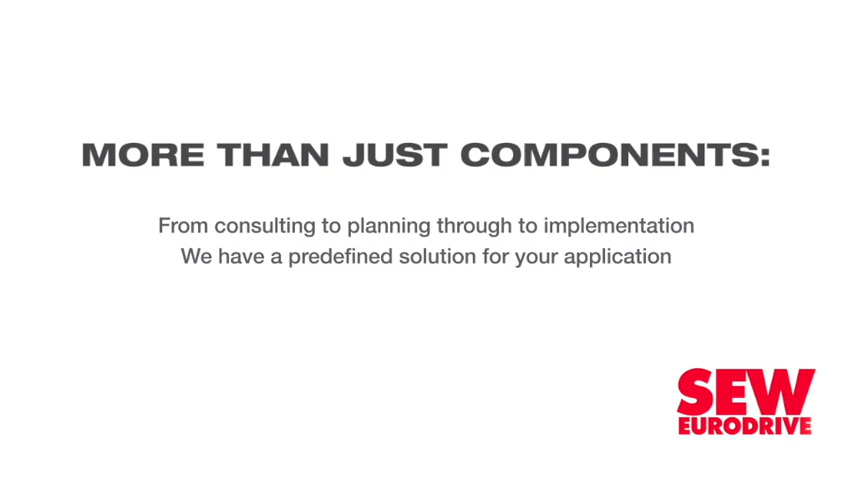 MORE THAN JUST COMPONENTS:
From consulting to planning through to implementation
We have a predefined solution for your application
SEW
EURODRIVE